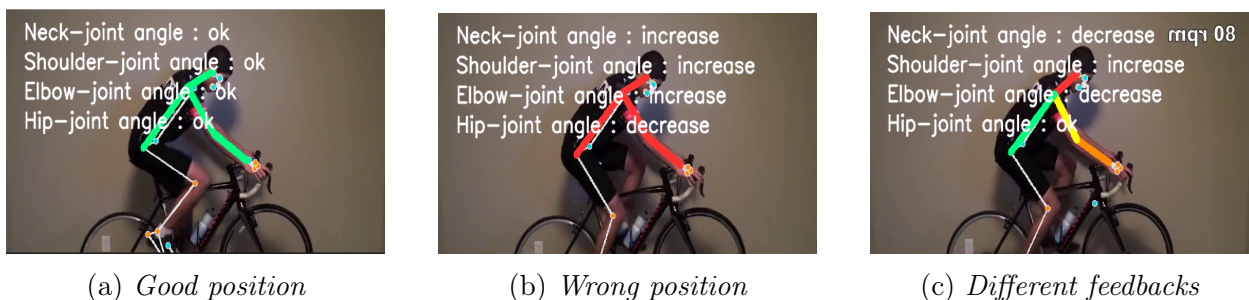 Neck-joint angle : ok
Shoulder-joint angle : ok
Elbow-joint angle : ok
Hip-joint angle : ok
(a) Good position
Neck-joint angle : increase
Shoulder-joint angle : increase
Elbow-joint angle : increase
Hip-joint angle : decrease
(b) Wrong position
Neck-joint angle : decrease
80 rpm
Shoulder-joint angle : increase
Elbow-joint angle : decrease
Hip-joint angle : ok
(c) Different feedbacks